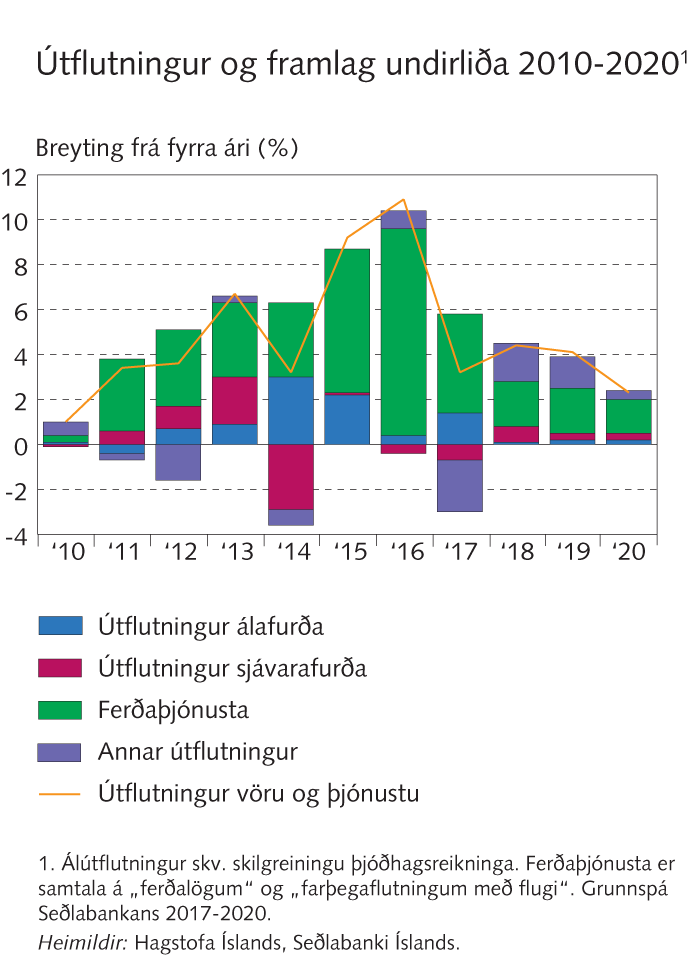 Útflutningur og framlag undirliða 2010-2020¹
Breyting frá fyrra ári (%)
12
10
8
6
4
2
0
-2
-4
‘10 ‘11 ‘12 ‘13 ‘14 ‘15 ‘16 ‘17 ‘18 ‘19 ‘20
Útflutningur álafurða
Útflutningur sjávarafurða
Ferðaþjónusta
Annar útflutningur
Útflutningur vöru og þjónustu
1. Álútflutningur skv. skilgreiningu þjóðhagsreikninga. Ferðaþjónusta er
samtala á „ferðalögum“ og „farþegaflutningum með flugi“. Grunnspá
Seðlabankans 2017-2020.
Heimildir: Hagstofa Íslands, Seðlabanki Íslands.